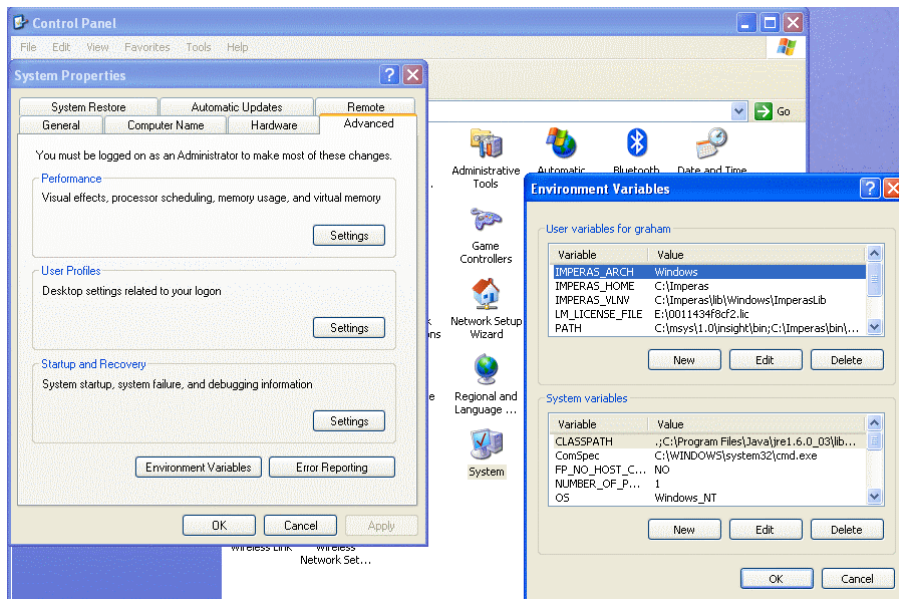 Control Panel
File Edit View Favorites Tools Help
Go
System Properties
System Restore Automatic Updates Remote
General Computer Name Hardware Advanced
You must be logged on as an Administrator to make most of these changes.
Performance
Visual effects, processor scheduling, memory usage, and virtual memory
Settings
User Profiles
Desktop settings related to your logon
Settings
Startup and Recovery
System startup, system failure, and debugging information
Settings
Environment Variables Error Reporting
OK Cancel Apply
Administrative
Tools
Automatic
Bluetooth
Date and Time
Game
Controllers
Network Setup
Wizard
Regional and
Language ...
System
Wireless Link
Wireless
Network Set...
Environment Variables
User variables for graham
Variable Value
IMPERAS_ARCH Windows
IMPERAS_HOME C:\Imperas
IMPERAS_VLNV C:\Imperas\lib\Windows\ImperasLib
LM_LICENSE_FILE E:\0011434f8cf2.lic
PATH C:\msys\1.0\insight\bin;C:\Imperas\bin\...
New Edit Delete
System variables
Variable Value
CLASSPATH .;C:\Program Files\Java\jre1.6.0_03\lib...
ComSpec C:\WINDOWS\system32\cmd.exe
FP_NO_HOST_C... NO
NUMBER_OF_P... 1
OS Windows_NT
New Edit Delete
OK Cancel